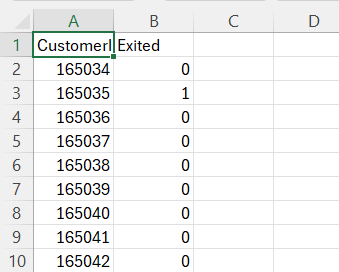 A B C D
1 CustomerI Exited
2 165034 0
3 165035 1
4 165036 0
5 165037 0
6 165038 0
7 165039 0
8 165040 0
9 165041 0
10 165042 0